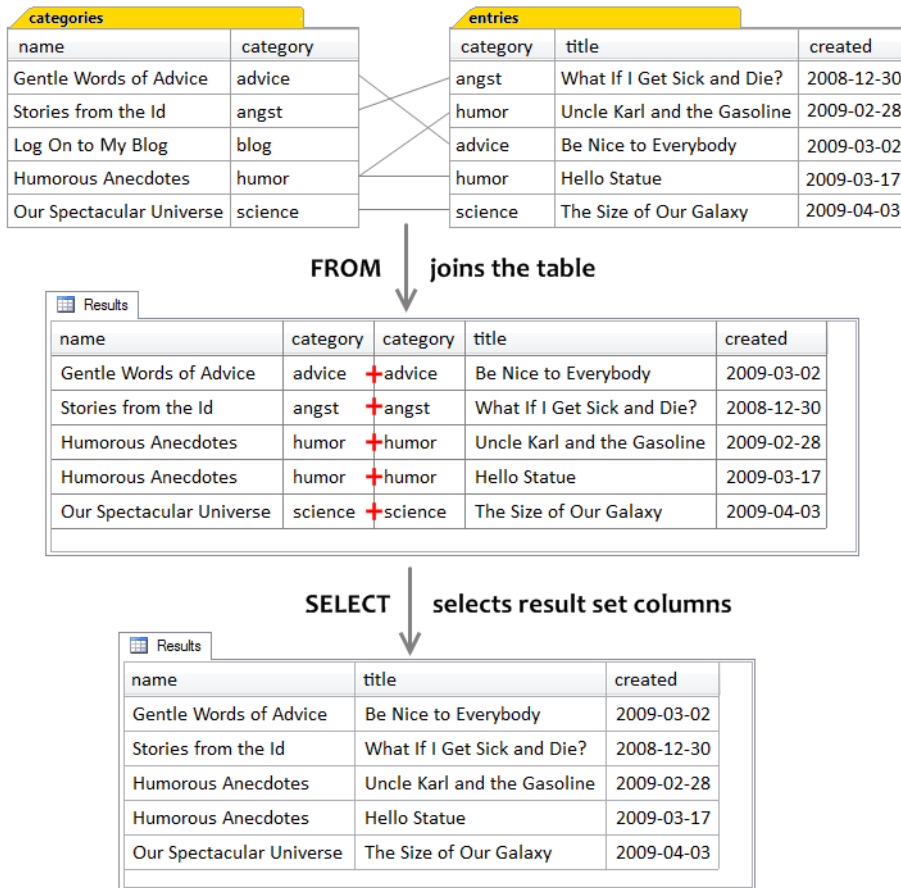 categories entries
name category category title created
Gentle Words of Advice advice angst What If I Get Sick and Die? 2008-12-30
Stories from the Id angst humor Uncle Karl and the Gasoline 2009-02-28
Log On to My Blog blog advice Be Nice to Everybody 2009-03-02
Humorous Anecdotes humor humor Hello Statue 2009-03-17
Our Spectacular Universe science science The Size of Our Galaxy 2009-04-03
FROM joins the table
Results
name category category title created
Gentle Words of Advice advice +advice Be Nice to Everybody 2009-03-02
Stories from the Id angst +angst What If I Get Sick and Die? 2008-12-30
Humorous Anecdotes humor +humor Uncle Karl and the Gasoline 2009-02-28
Humorous Anecdotes humor +humor Hello Statue 2009-03-17
Our Spectacular Universe science +science The Size of Our Galaxy 2009-04-03
SELECT selects result set columns
Results
name title created
Gentle Words of Advice Be Nice to Everybody 2009-03-02
Stories from the Id What If I Get Sick and Die? 2008-12-30
Humorous Anecdotes Uncle Karl and the Gasoline 2009-02-28
Humorous Anecdotes Hello Statue 2009-03-17
Our Spectacular Universe The Size of Our Galaxy 2009-04-03